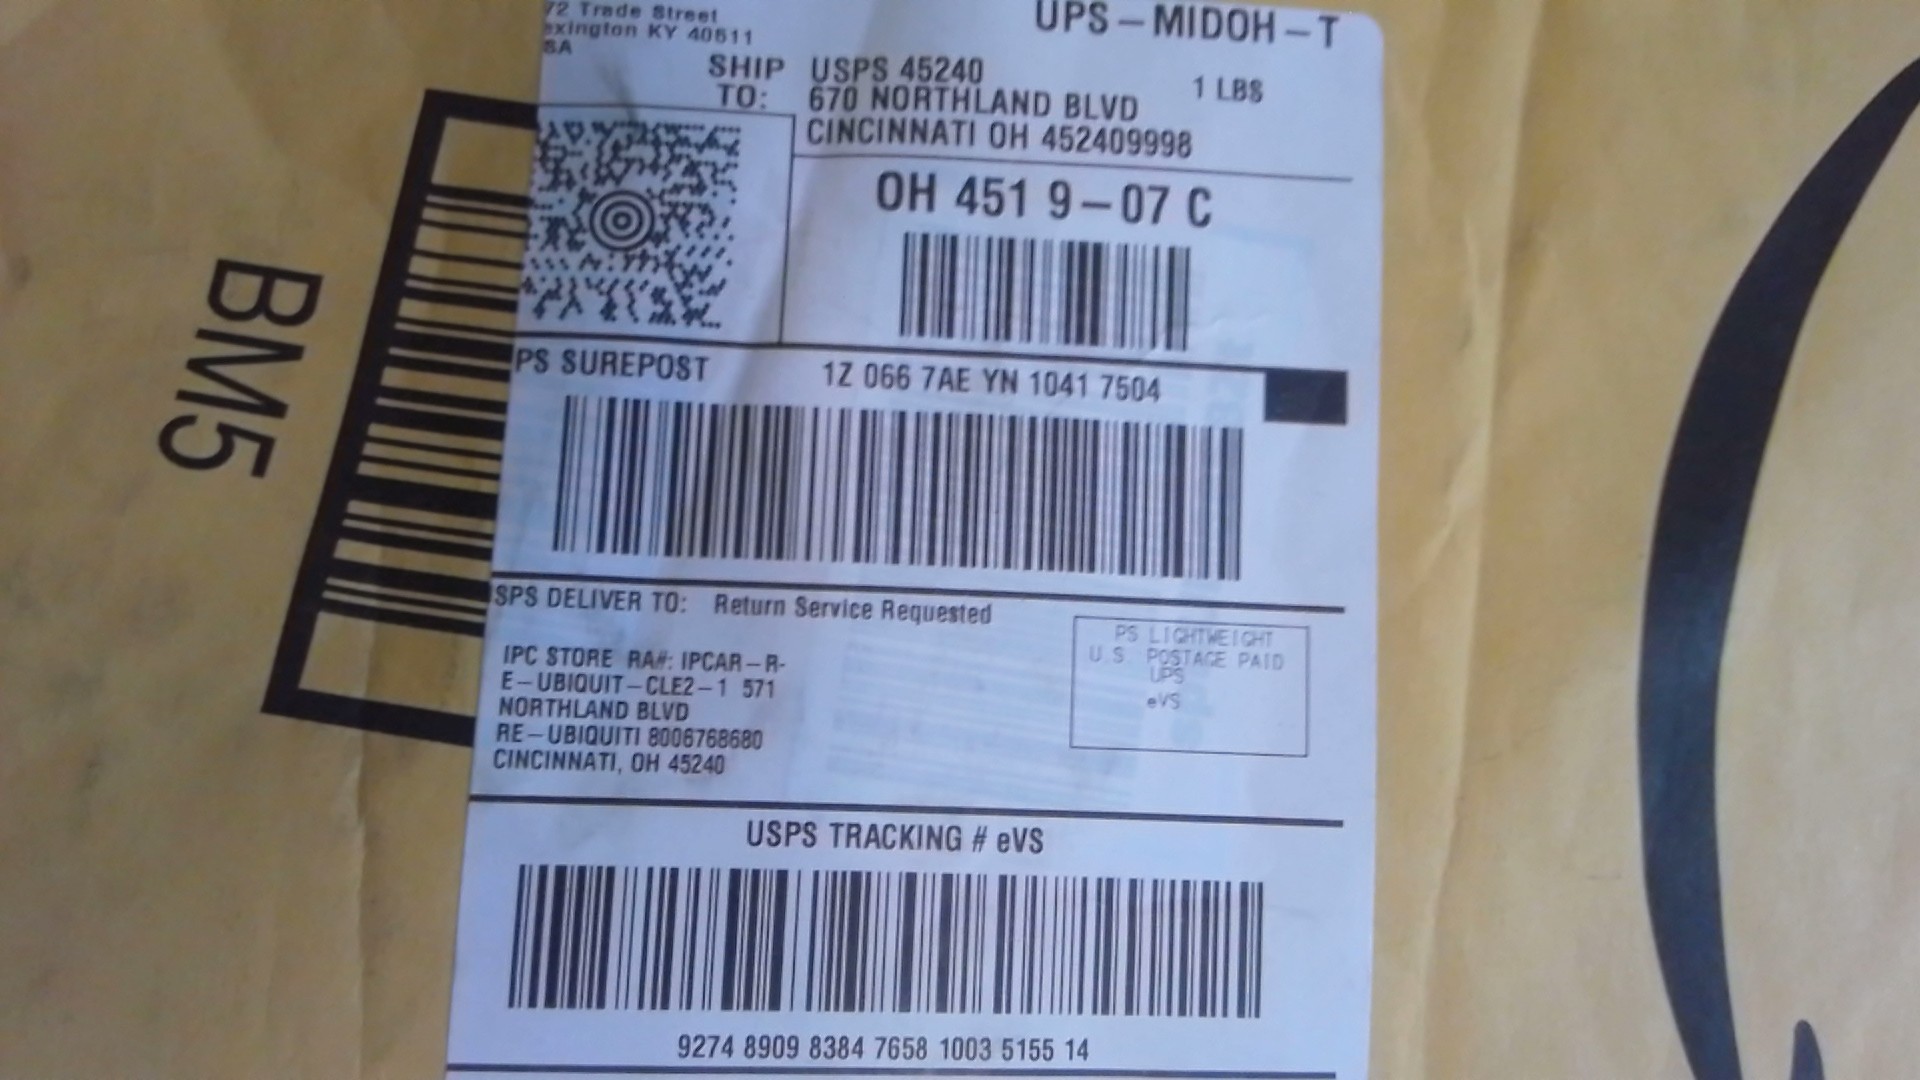 72 Trade Street
exington KY 40511
SA
UPS-MIDOH-T
SHIP TO: USPS 45240
670 NORTHLAND BLVD
CINCINNATI OH 452409998
1 LBS
OH 451 9-07 C
PS SUREPOST 1Z 066 7AE YN 1041 7504
SPS DELIVER TO: Return Service Requested
IPC STORE RA#: IPCAR-R-
E-UBIQUIT-CLE2-1 571
NORTHLAND BLVD
RE-UBIQUITI 8006768680
CINCINNATI, OH 45240
PS LIGHTWEIGHT
U.S. POSTAGE PAID
UPS
eVS
USPS TRACKING # eVS
9274 8909 8384 7658 1003 5155 14
BM5